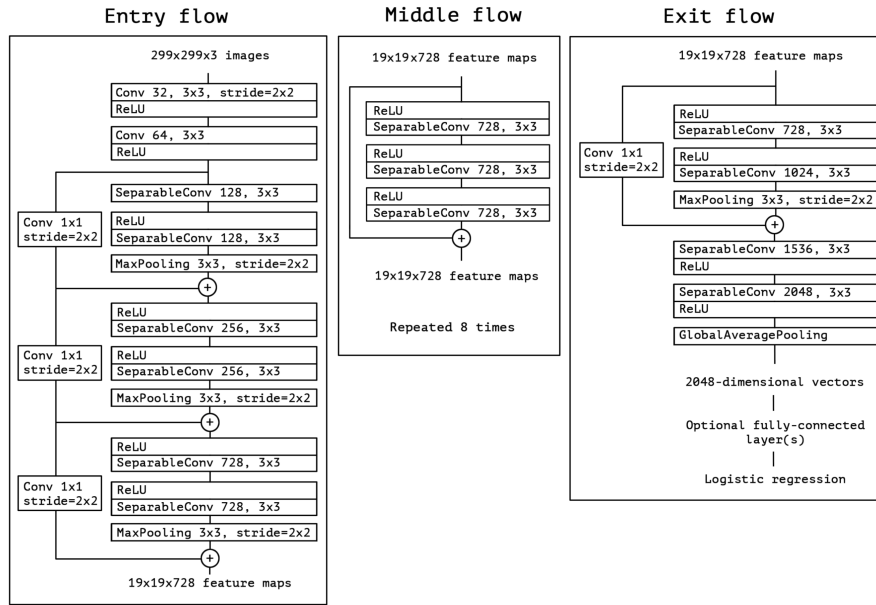 Entry flow
299x299x3 images
Conv 32, 3x3, stride=2x2
ReLU
Conv 64, 3x3
ReLU
SeparableConv 128, 3x3
Conv 1x1
stride=2x2
ReLU
SeparableConv 128, 3x3
MaxPooling 3x3, stride=2x2
+
ReLU
SeparableConv 256, 3x3
Conv 1x1
stride=2x2
ReLU
SeparableConv 256, 3x3
MaxPooling 3x3, stride=2x2
+
ReLU
SeparableConv 728, 3x3
Conv 1x1
stride=2x2
ReLU
SeparableConv 728, 3x3
MaxPooling 3x3, stride=2x2
+
19x19x728 feature maps
Middle flow
19x19x728 feature maps
ReLU
SeparableConv 728, 3x3
ReLU
SeparableConv 728, 3x3
ReLU
SeparableConv 728, 3x3
+
19x19x728 feature maps
Repeated 8 times
Exit flow
19x19x728 feature maps
ReLU
SeparableConv 728, 3x3
Conv 1x1
stride=2x2
ReLU
SeparableConv 1024, 3x3
MaxPooling 3x3, stride=2x2
+
SeparableConv 1536, 3x3
ReLU
SeparableConv 2048, 3x3
ReLU
GlobalAveragePooling
2048-dimensional vectors
Optional fully-connected
layer(s)
Logistic regression